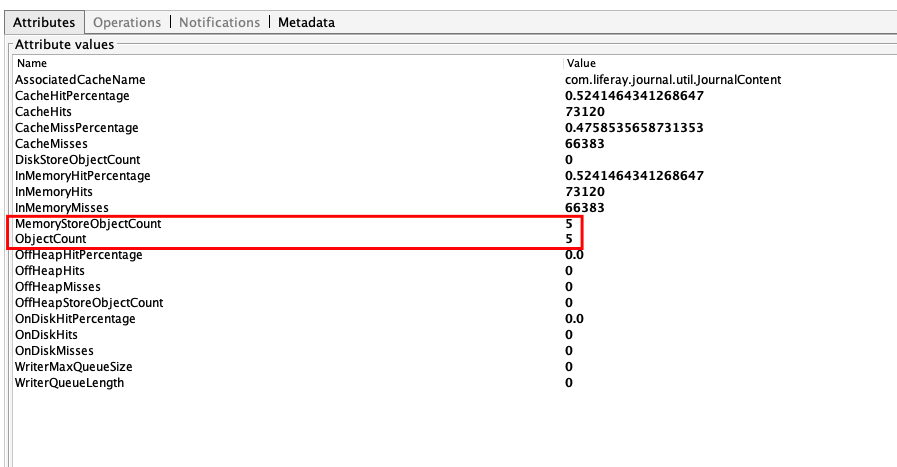 Attributes Operations Notifications Metadata
Attribute values
Name Value
AssociatedCacheName com.liferay.journal.util.JournalContent
CacheHitPercentage 0.5241464341268647
CacheHits 73120
CacheMissPercentage 0.4758535658731353
CacheMisses 66383
DiskStoreObjectCount 0
InMemoryHitPercentage 0.5241464341268647
InMemoryHits 73120
InMemoryMisses 66383
MemoryStoreObjectCount 5
ObjectCount 5
OffHeapHitPercentage 0.0
OffHeapHits 0
OffHeapMisses 0
OffHeapStoreObjectCount 0
OnDiskHitPercentage 0.0
OnDiskHits 0
OnDiskMisses 0
WriterMaxQueueSize 0
WriterQueueLength 0